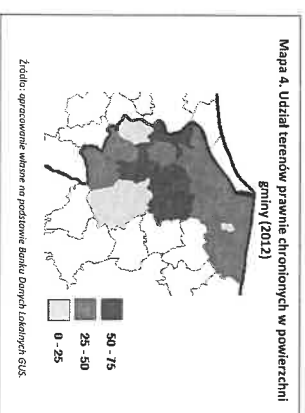 Mapa 4. Udział terenów prawnie chronionych w powierzchni
gminy (2012)
50 - 75
25 - 50
0 - 25
Źródło: opracowanie własne na podstawie Banku Danych Lokalnych GUS.